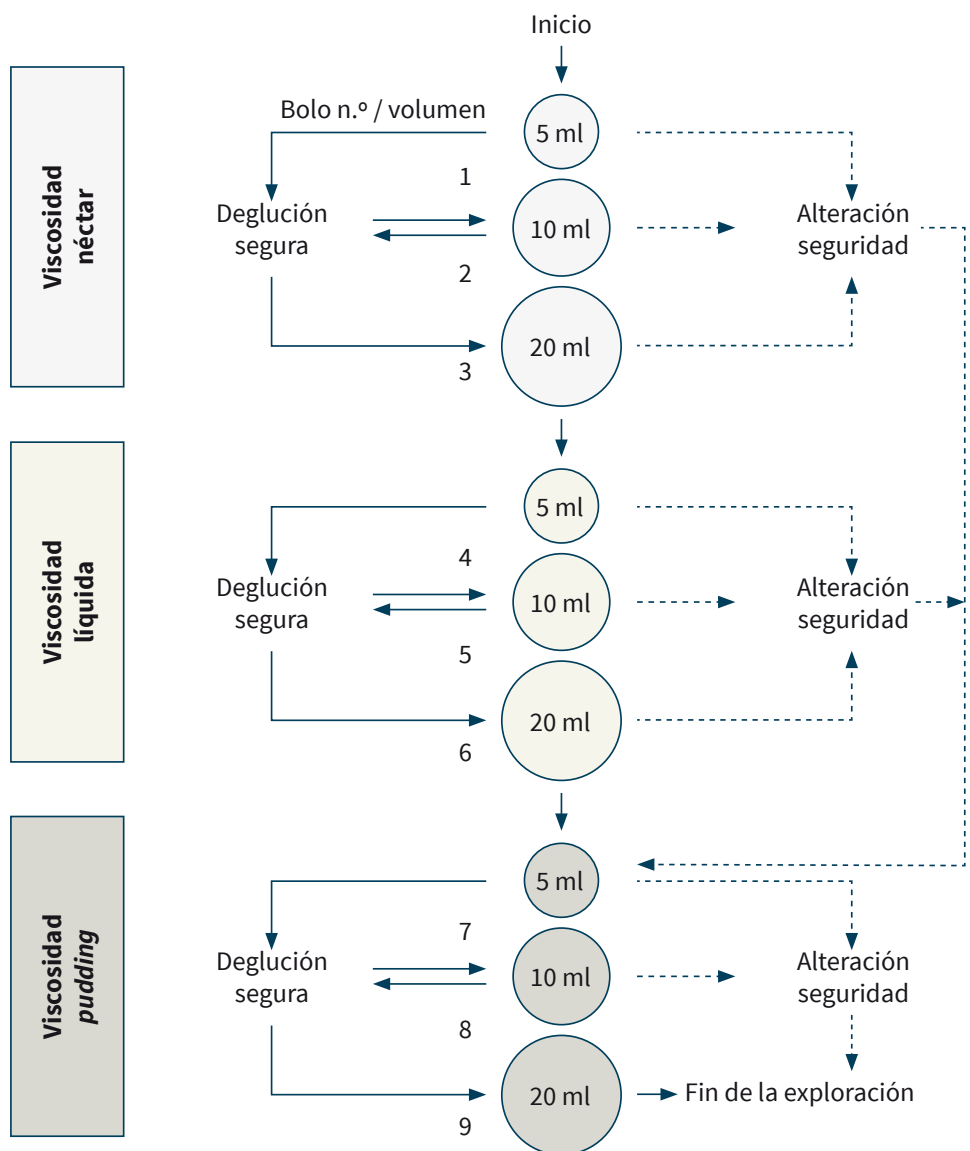 Inicio
Viscosidad
néctar
Bolo n.º / volumen
5 ml
1
Deglución
segura
10 ml
Alteración
seguridad
2
20 ml
3
Viscosidad
líquida
5 ml
4
Deglución
segura
10 ml
Alteración
seguridad
5
20 ml
6
Viscosidad
pudding
5 ml
7
Deglución
segura
10 ml
Alteración
seguridad
8
20 ml
Fin de la exploración
9